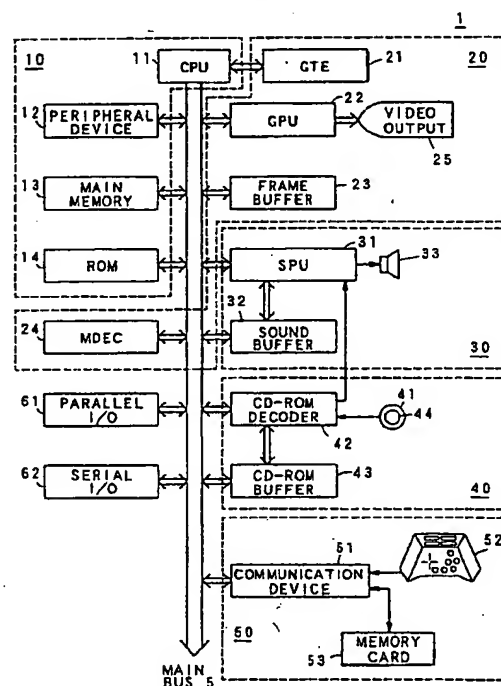 1
10
11
CPU
GTE
21
20
22
12
PERIPHERAL
DEVICE
GPU
VIDEO
OUTPUT
25
13
MAIN
MEMORY
FRAME
BUFFER
23
31
14
ROM
SPU
33
32
24
MDEC
SOUND
BUFFER
30
61
PARALLEL
I/O
CD-ROM
DECODER
41
44
42
62
SERIAL
I/O
CD-ROM
BUFFER
43
40
51
52
COMMUNICATION
DEVICE
50
53
MEMORY
CARD
MAIN
BUS 5